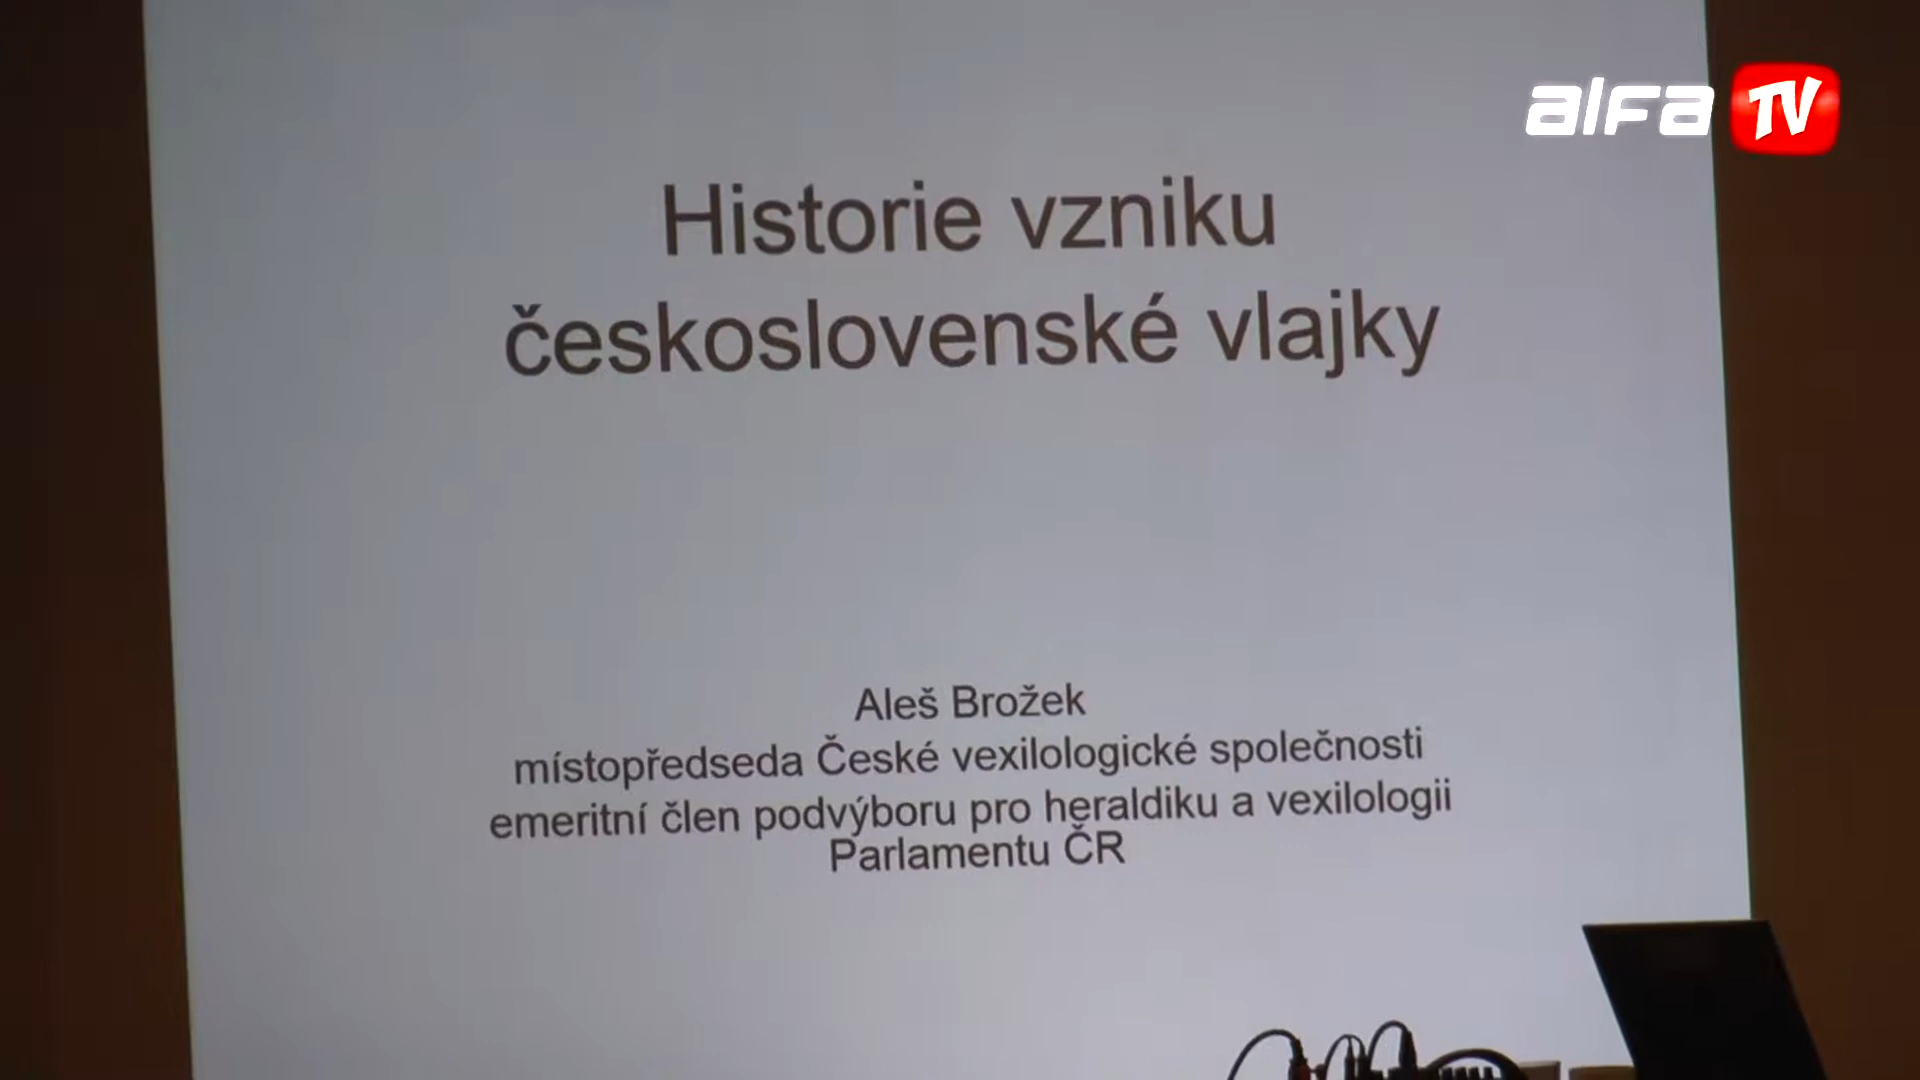 alfa TV
Historie vzniku
československé vlajky
Aleš Brožek
místopředseda České vexilologické společnosti
emeritní člen podvýboru pro heraldiku a vexilologii
Parlamentu ČR